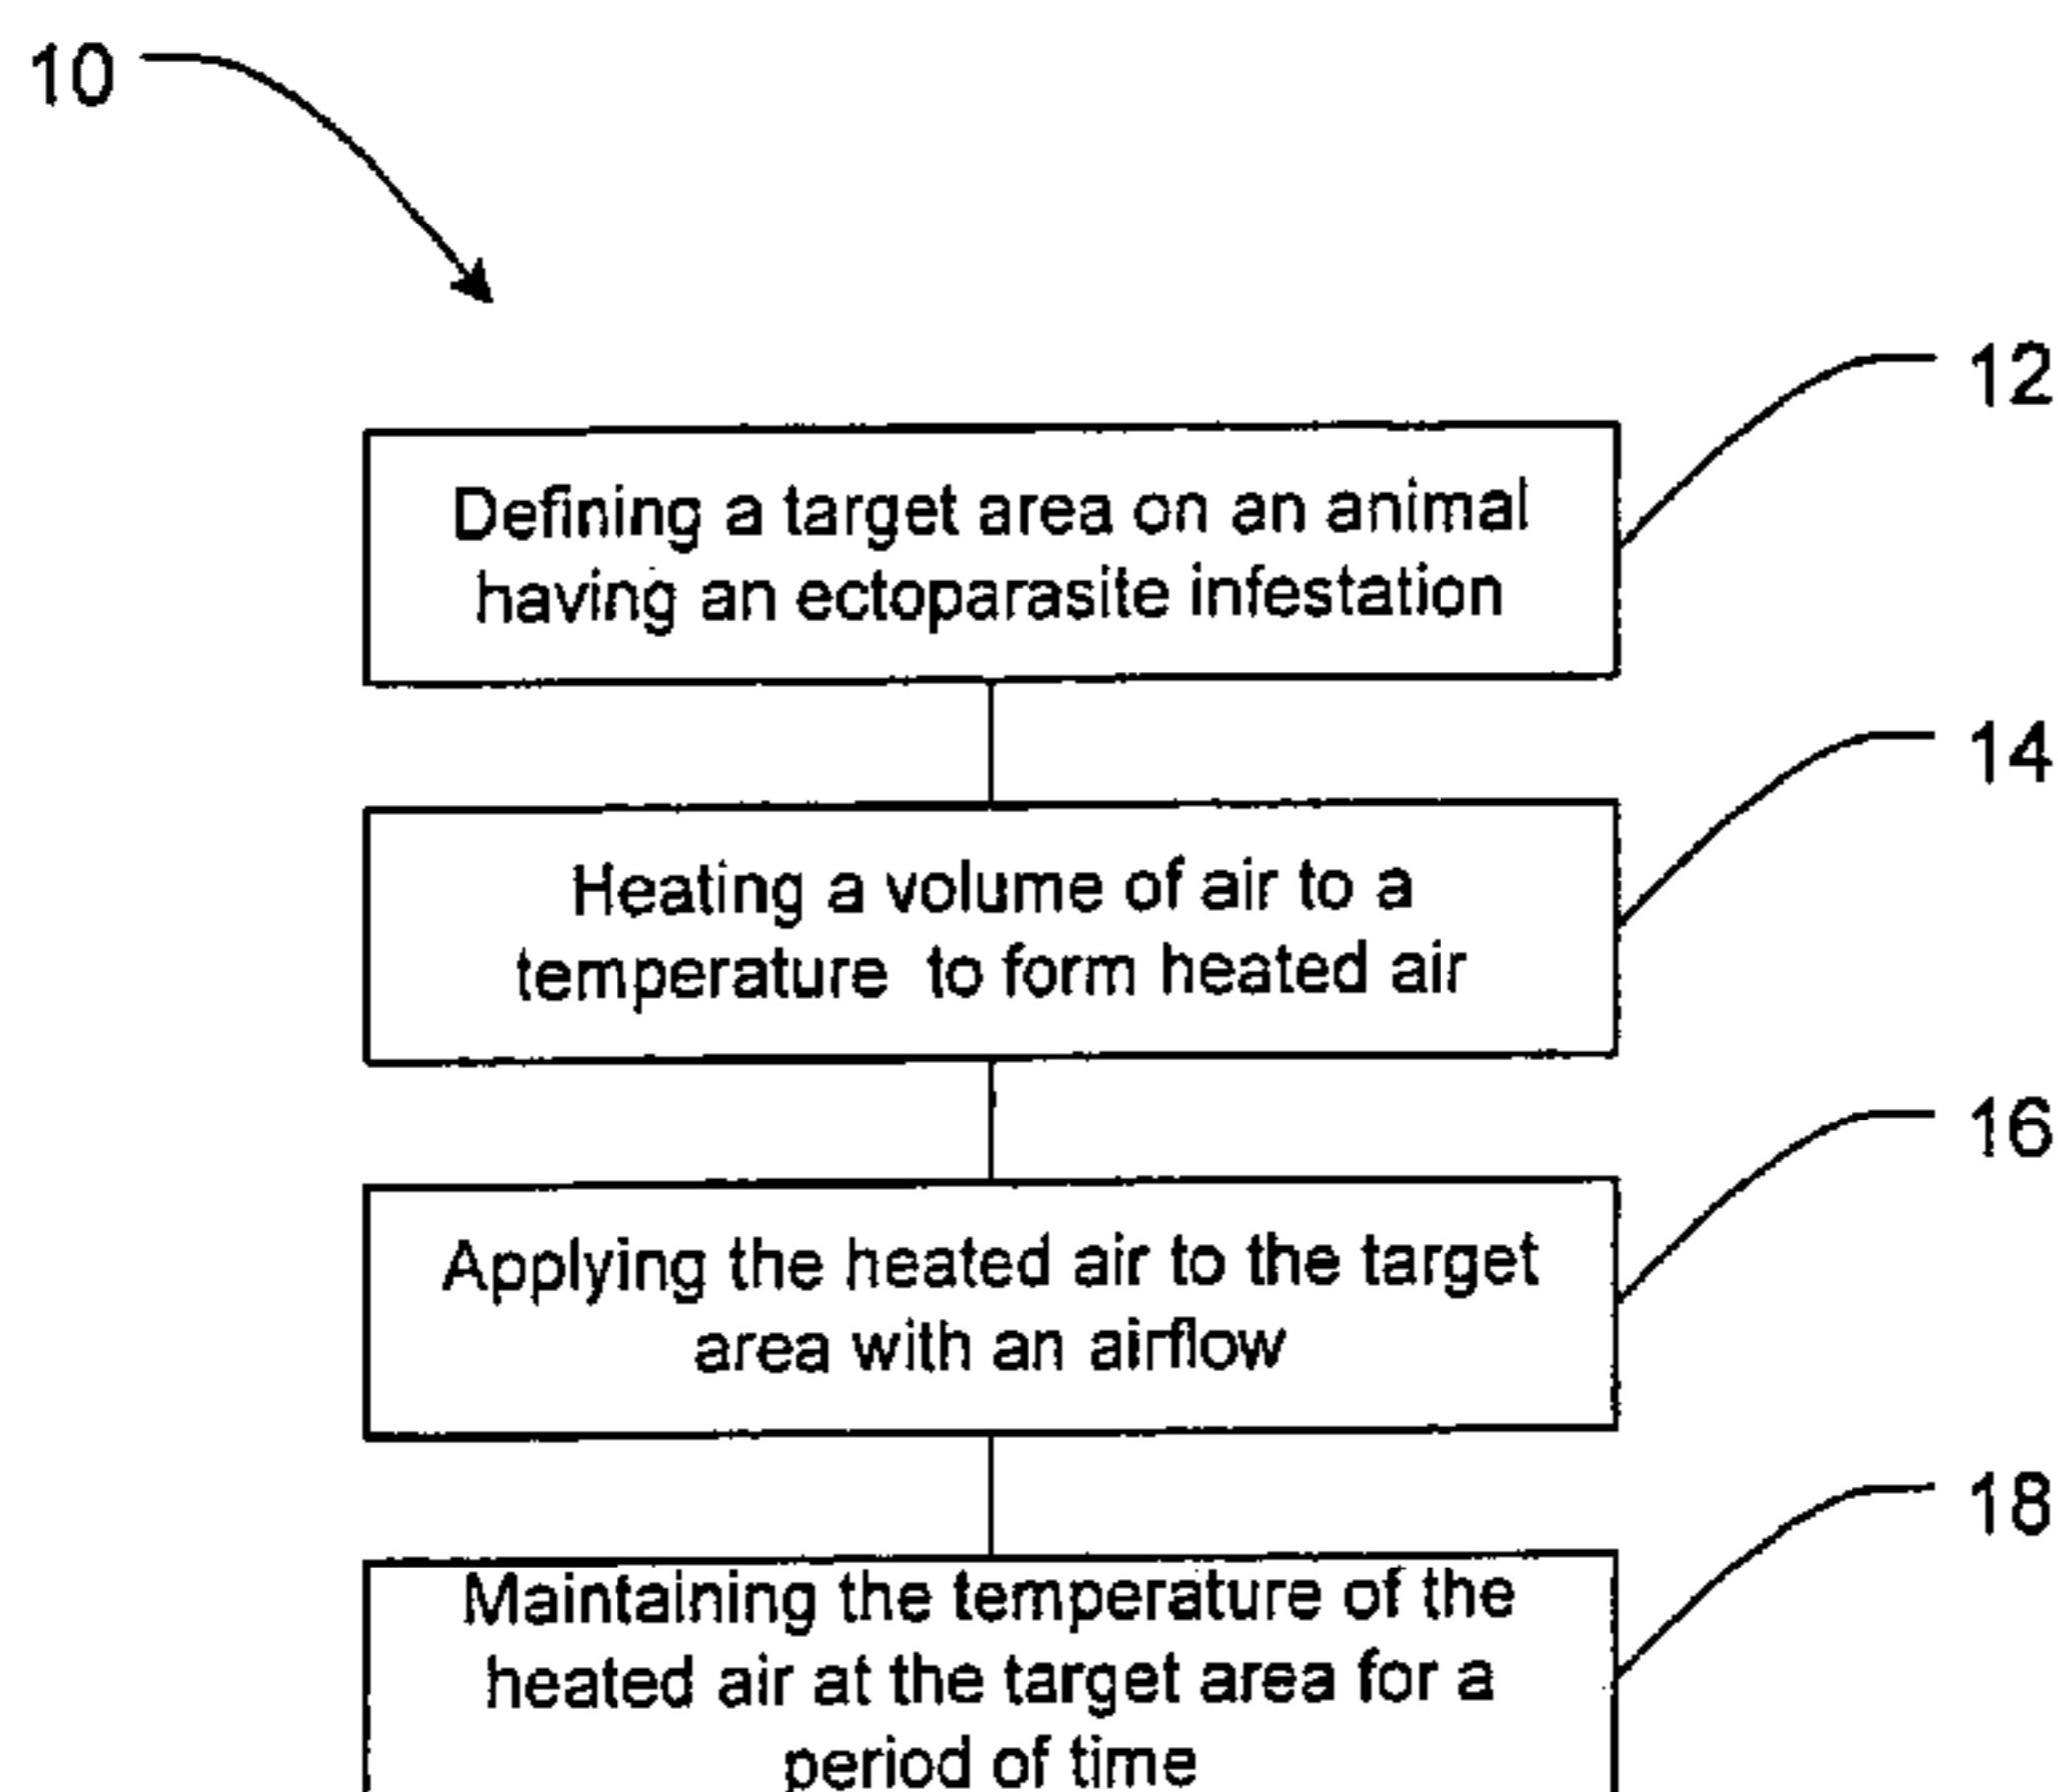 10
12
Defining a target area on an animal
having an ectoparasite infestation
14
Heating a volume of air to a
temperature to form heated air
16
Applying the heated air to the target
area with an airflow
18
Maintaining the temperature of the
heated air at the target area for a
period of time